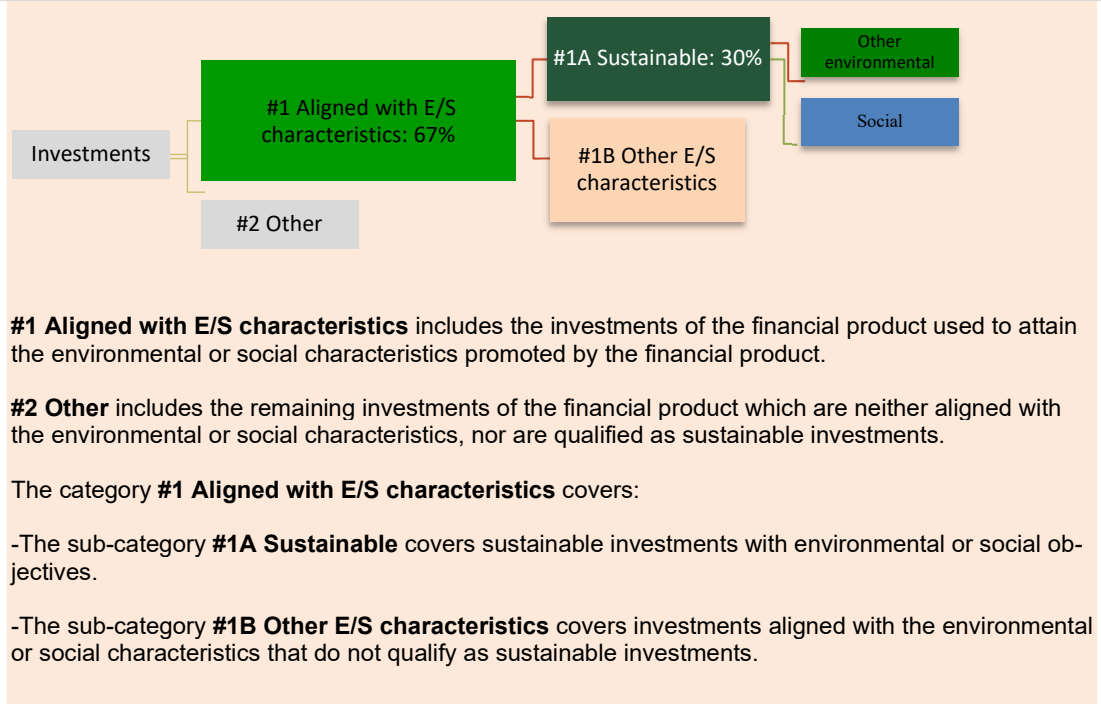 Investments
#1 Aligned with E/S
characteristics: 67%
#2 Other
#1A Sustainable: 30%
#1B Other E/S
characteristics
Other
environmental
Social
#1 Aligned with E/S characteristics includes the investments of the financial product used to attain
the environmental or social characteristics promoted by the financial product.
#2 Other includes the remaining investments of the financial product which are neither aligned with
the environmental or social characteristics, nor are qualified as sustainable investments.
The category #1 Aligned with E/S characteristics covers:
-The sub-category #1A Sustainable covers sustainable investments with environmental or social ob-
jectives.
-The sub-category #1B Other E/S characteristics covers investments aligned with the environmental
or social characteristics that do not qualify as sustainable investments.